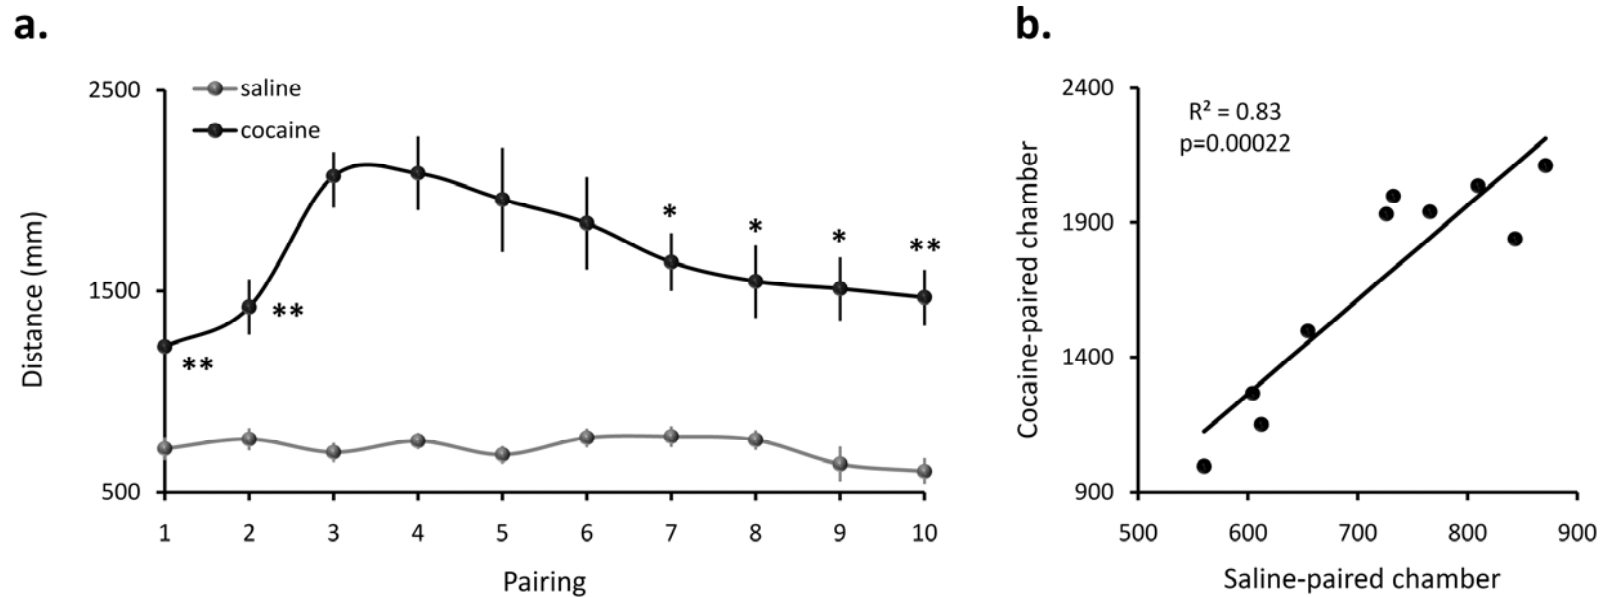 a.
2500
saline
cocaine
**
**
*
*
*
**
1500
500
1 2 3 4 5 6 7 8 9 10
Distance (mm)
Pairing
b.
2400
R² = 0.83
p=0.00022
1900
1400
900
500 600 700 800 900
Cocaine-paired chamber
Saline-paired chamber